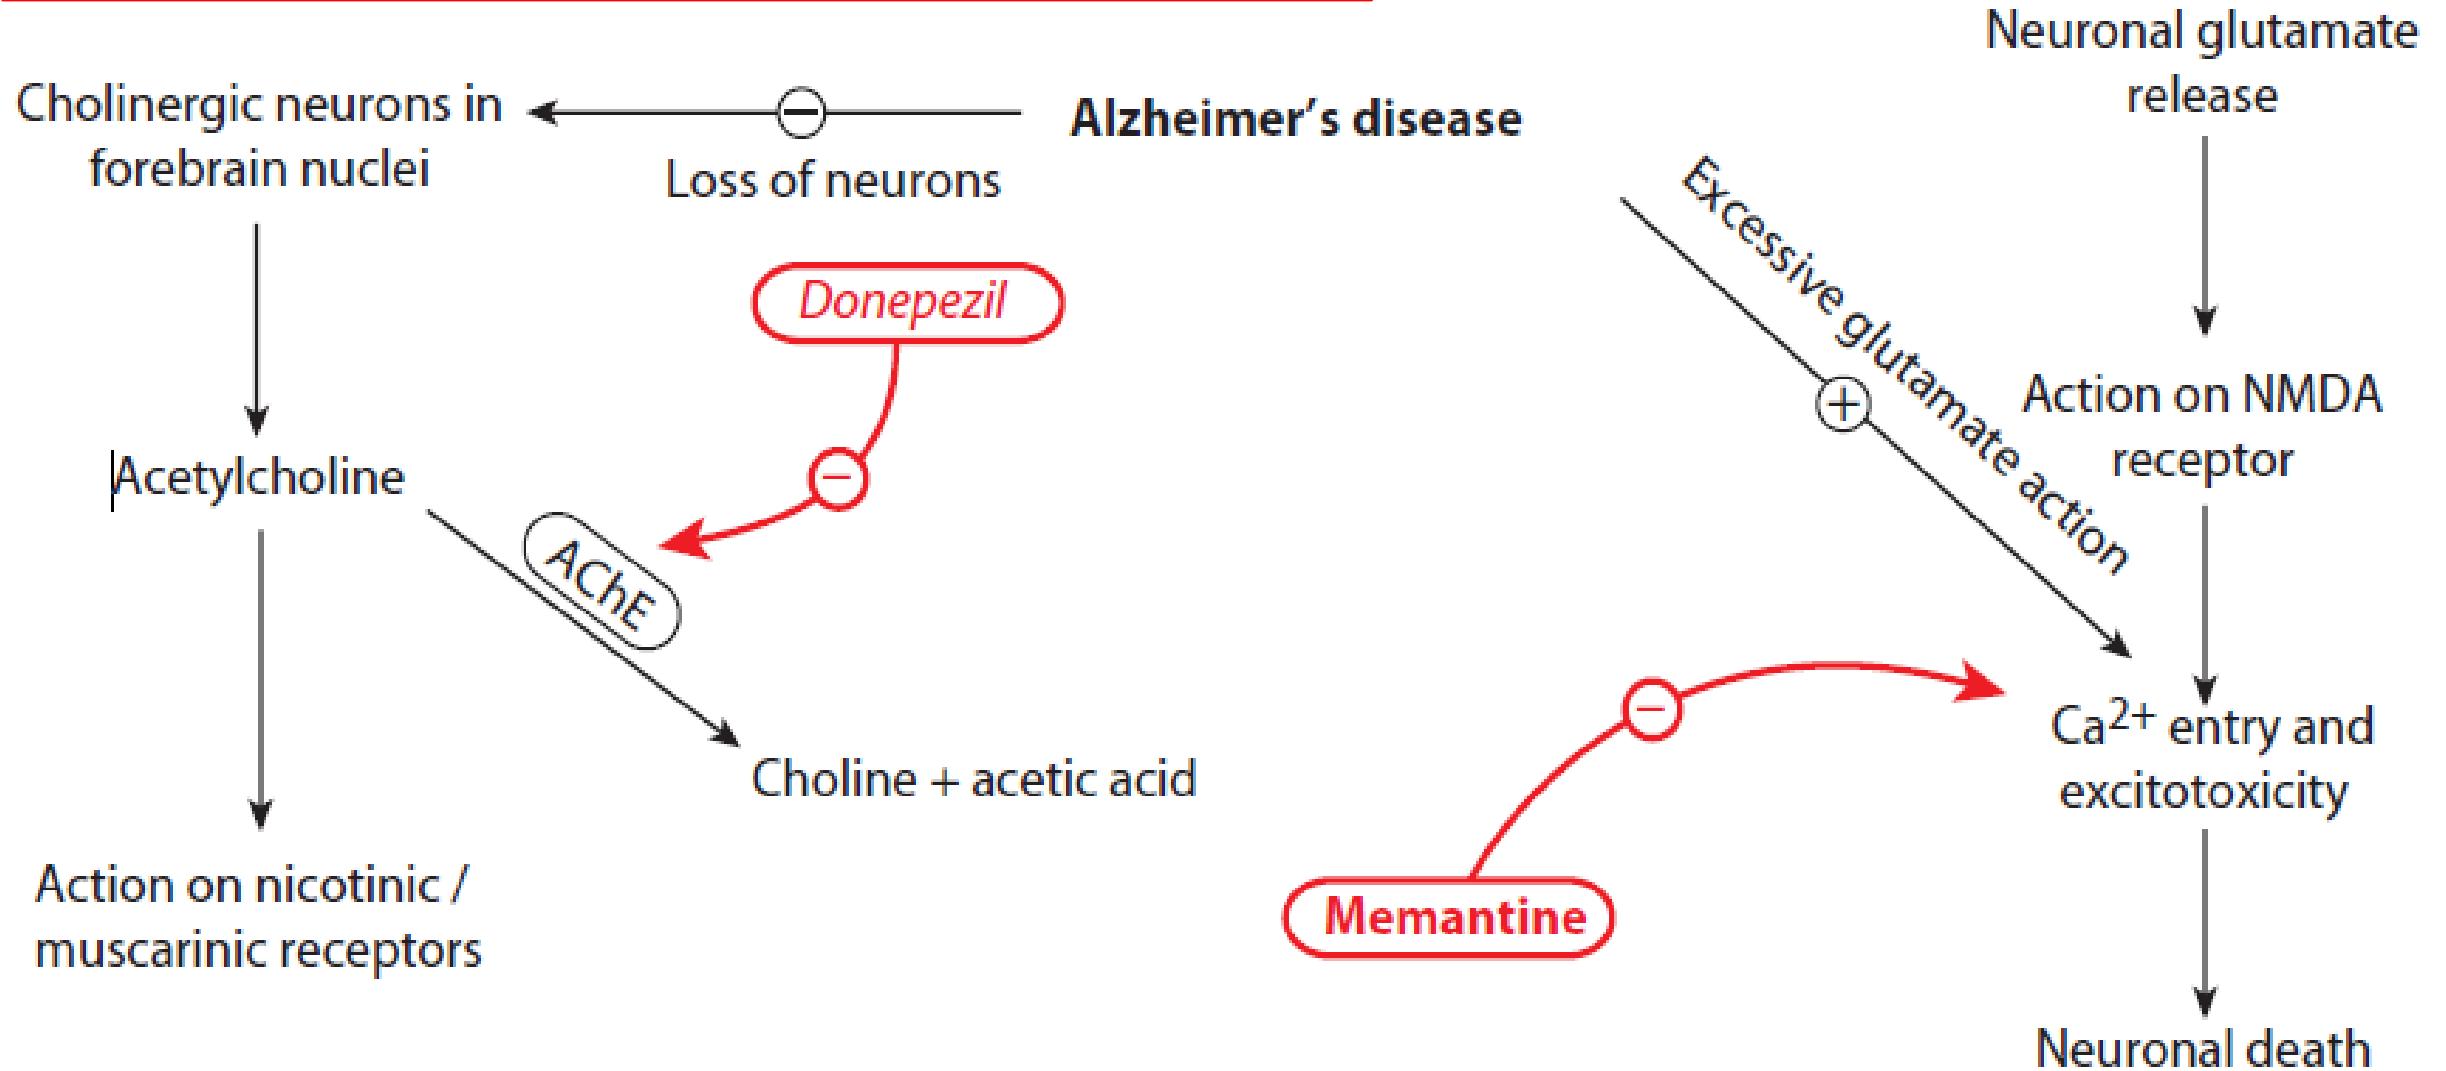 Neuronal glutamate
release
Cholinergic neurons in
forebrain nuclei
−
Loss of neurons
Alzheimer’s disease
Excessive glutamate action
+
Donepezil
−
Action on NMDA
receptor
Acetylcholine
AChE
Choline + acetic acid
−
Ca2+ entry and
excitotoxicity
Memantine
Action on nicotinic /
muscarinic receptors
Neuronal death